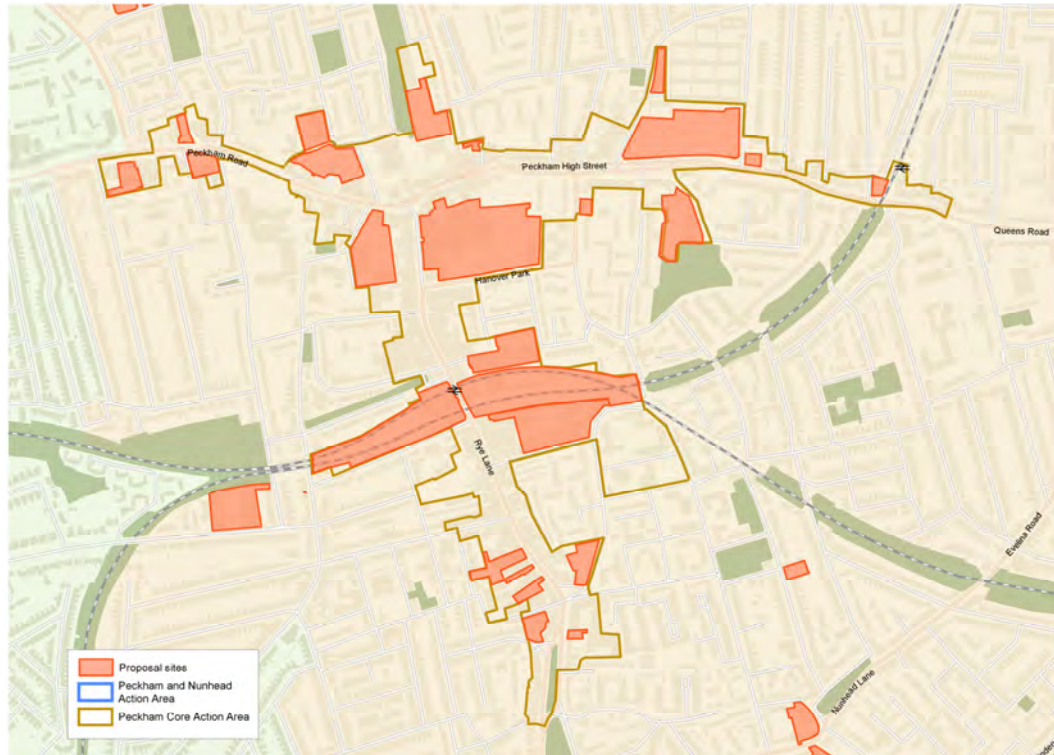 Peckham Road
Peckham High Street
Queens Road
Hanover Park
Rye Lane
Evelina Road
Nunhead Lane
Proposal sites
Peckham and Nunhead
Action Area
Peckham Core Action Area